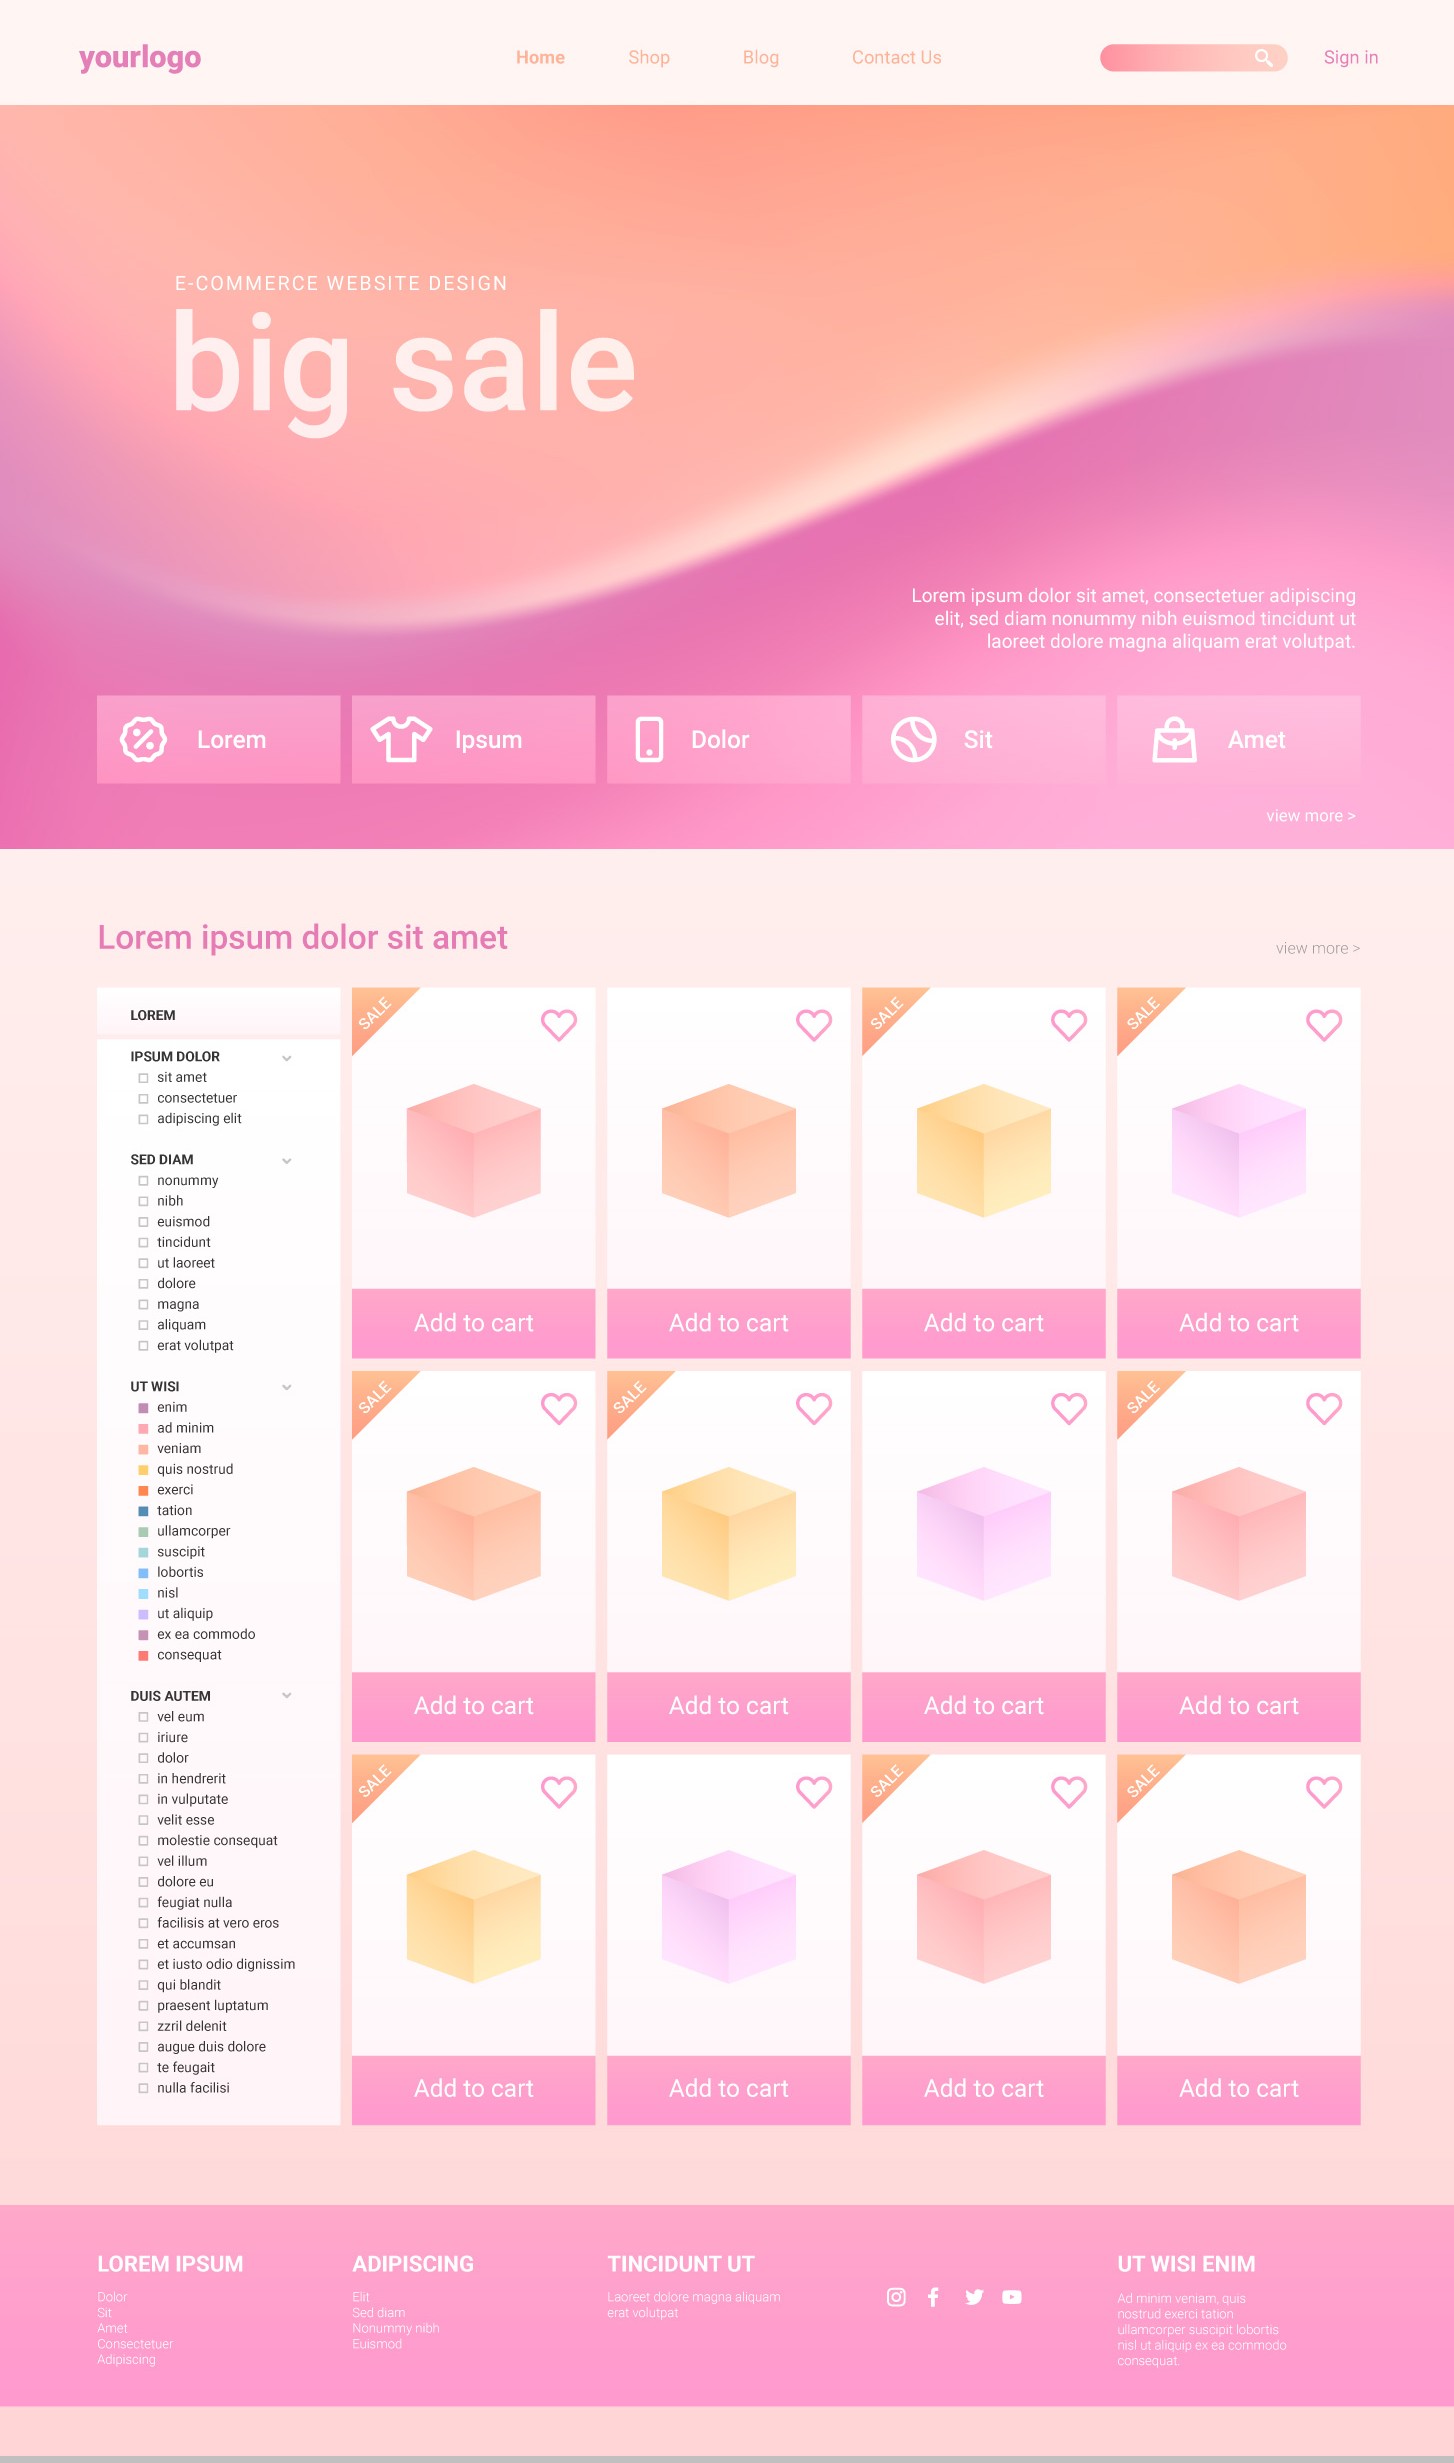 yourlogo
Home
Shop
Blog
Contact Us
Sign in
E-COMMERCE WEBSITE DESIGN
big sale
Lorem ipsum dolor sit amet, consectetuer adipiscing
elit, sed diam nonummy nibh euismod tincidunt ut
laoreet dolore magna aliquam erat volutpat.
Lorem
Ipsum
Dolor
Sit
Amet
view more >
Lorem ipsum dolor sit amet
view more >
LOREM
IPSUM DOLOR
sit amet
consectetuer
adipiscing elit
SED DIAM
nonummy
nibh
euismod
tincidunt
ut laoreet
dolore
magna
aliquam
erat volutpat
UT WISI
enim
ad minim
veniam
quis nostrud
exerci
tation
ullamcorper
suscipit
lobortis
nisl
ut aliquip
ex ea commodo
consequat
DUIS AUTEM
vel eum
iriure
dolor
in hendrerit
in vulputate
velit esse
molestie consequat
vel illum
dolore eu
feugiat nulla
facilisis at vero eros
et accumsan
et iusto odio dignissim
qui blandit
praesent luptatum
zzril delenit
augue duis dolore
te feugait
nulla facilisi
SALE
SALE
SALE
Add to cart
Add to cart
Add to cart
Add to cart
SALE
SALE
SALE
Add to cart
Add to cart
Add to cart
Add to cart
SALE
SALE
SALE
Add to cart
Add to cart
Add to cart
Add to cart
LOREM IPSUM
Dolor
Sit
Amet
Consectetuer
Adipiscing
ADIPISCING
Elit
Sed diam
Nonummy nibh
Euismod
TINCIDUNT UT
Laoreet dolore magna aliquam
erat volutpat
UT WISI ENIM
Ad minim veniam, quis
nostrud exerci tation
ullamcorper suscipit lobortis
nisl ut aliquip ex ea commodo
consequat.